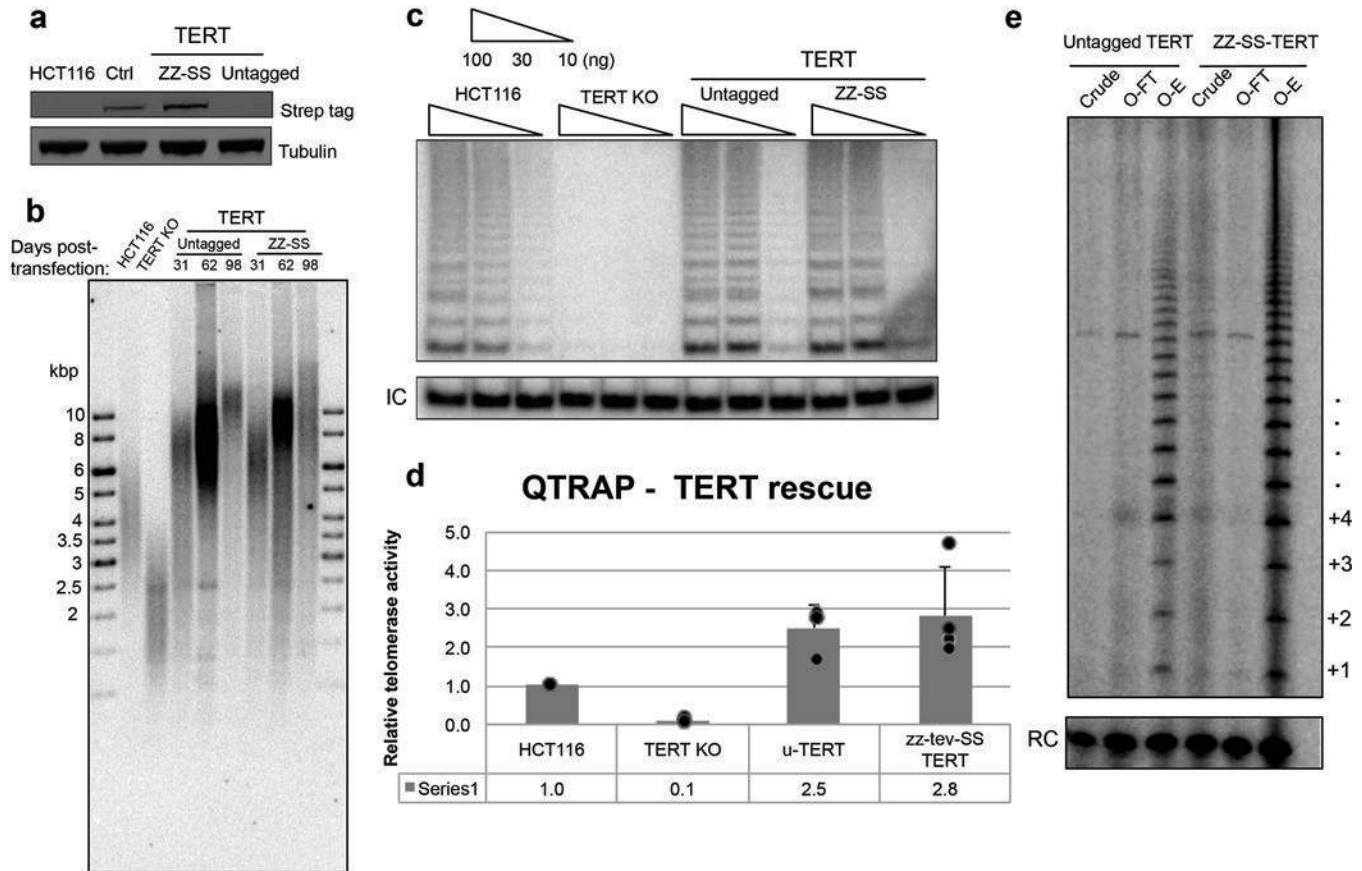 a
TERT
HCT116 Ctrl ZZ-SS Untagged
Strep tag
Tubulin
b
HCT116
TERT KO
TERT
Untagged ZZ-SS
Days post-
transfection:
31 62 98 31 62 98
kbp
10
8
6
5
4
3.5
3
2.5
2
c
100 30 10 (ng)
TERT
HCT116 TERT KO Untagged ZZ-SS
IC
d
QTRAP - TERT rescue
Relative telomerase activity
5.0
4.0
3.0
2.0
1.0
0.0
HCT116 TERT KO u-TERT zz-tev-SS
TERT
Series1 1.0 0.1 2.5 2.8
e
Untagged TERT ZZ-SS-TERT
Crude O-FT O-E Crude O-FT O-E
.
.
.
.
+4
+3
+2
+1
RC